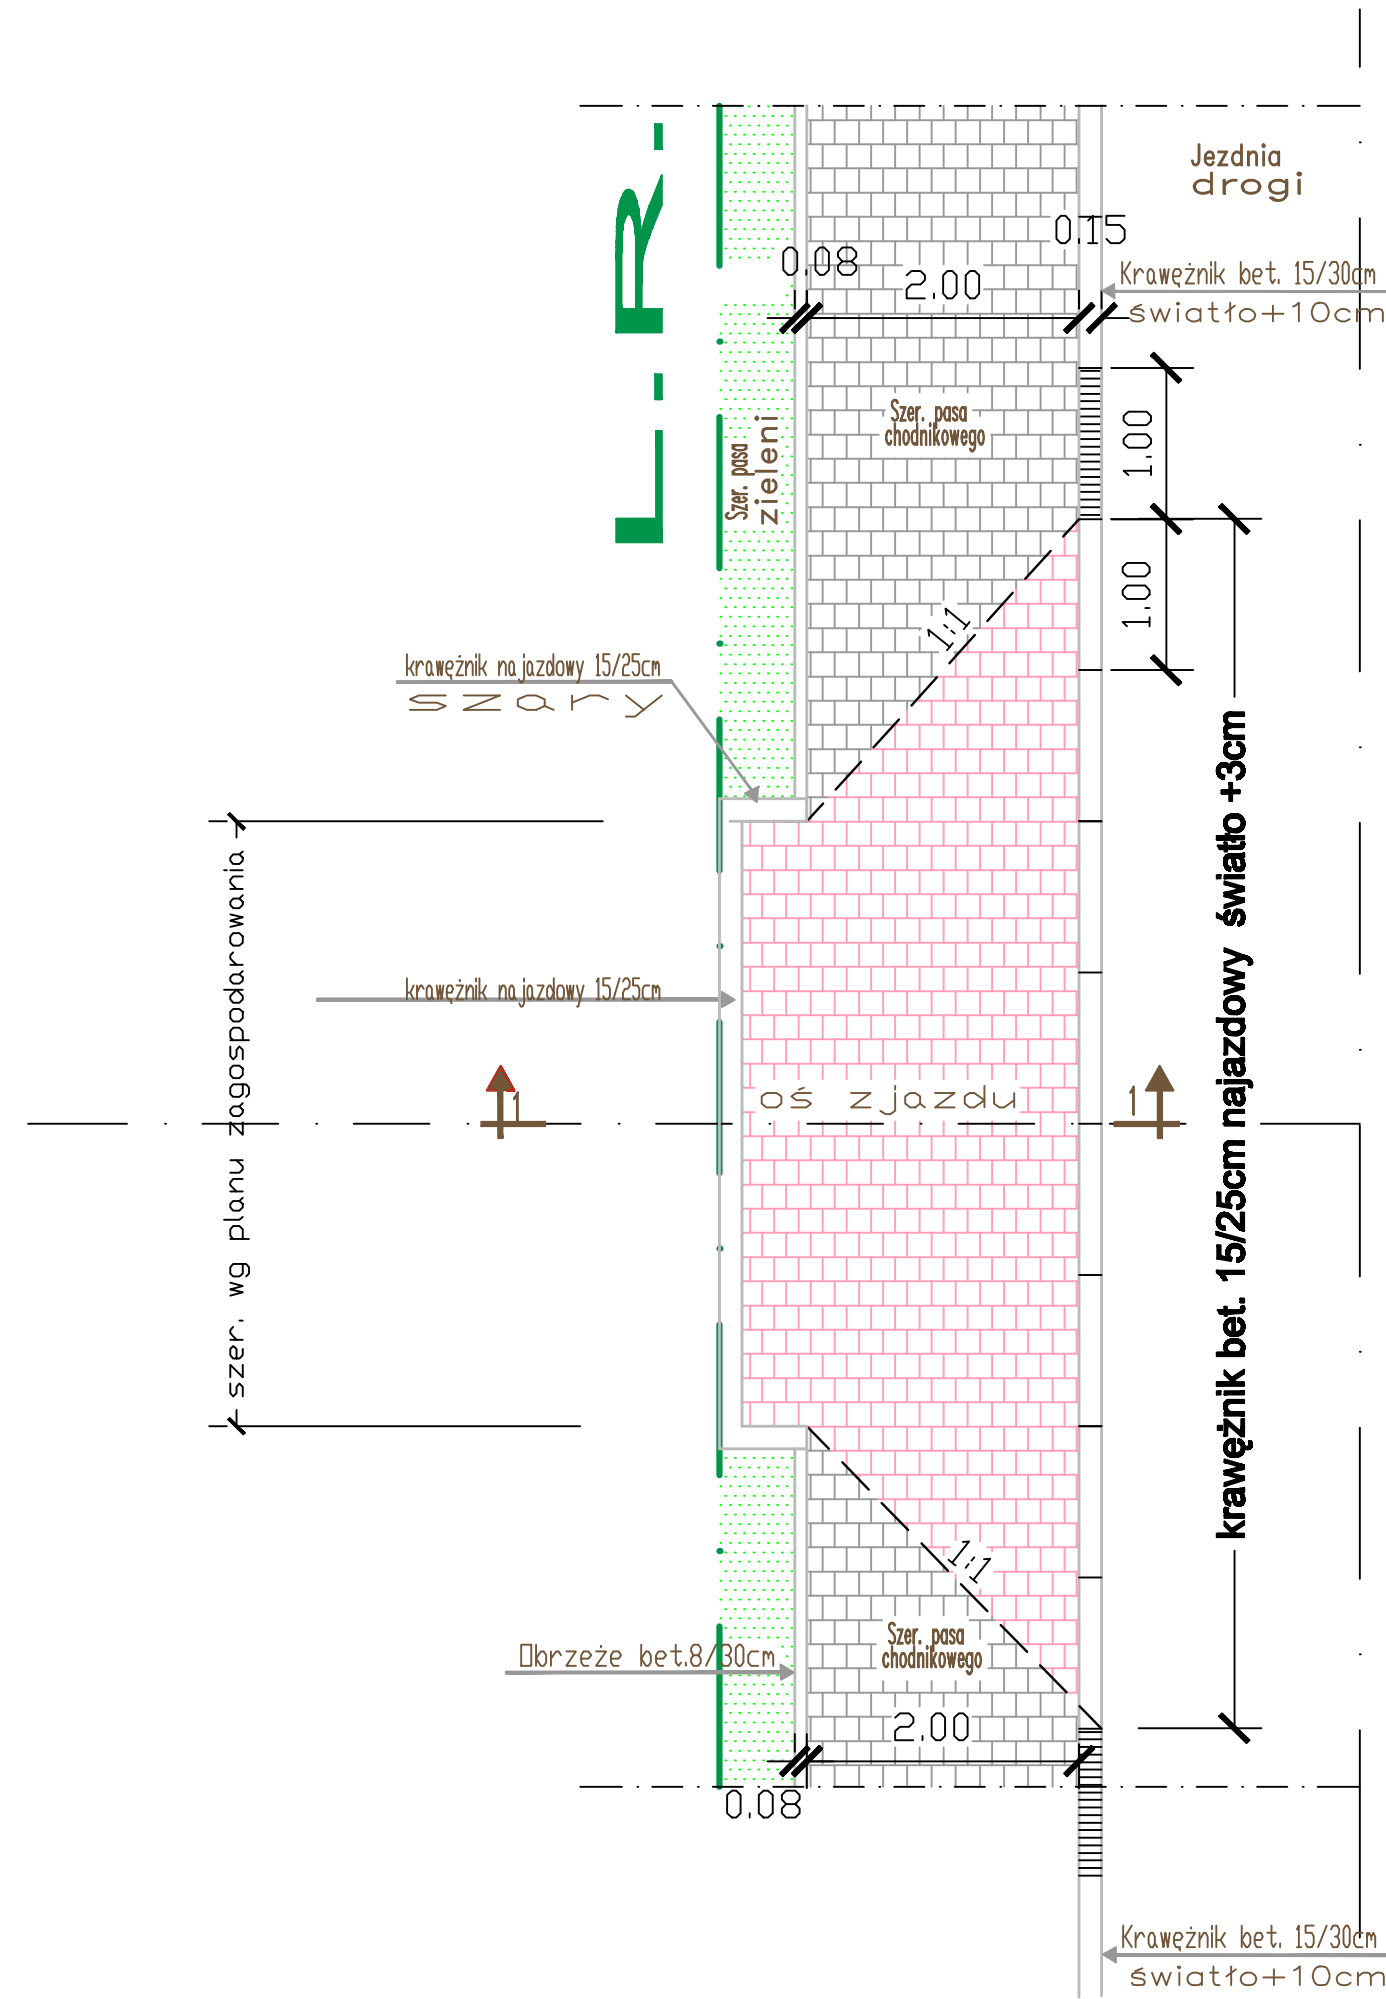 L.R.
Jezdnia
drogi
0.15
0.08
2.00
Krawężnik bet. 15/30cm
światło+10cm
Szer. pasa
chodnikowego
Szer. pasa
zieleni
1.00
1.00
1:1
krawężnik najazdowy 15/25cm
szary
szer. wg planu zagospodarowania
krawężnik bet. 15/25cm najazdowy światło +3cm
krawężnik najazdowy 15/25cm
oś zjazdu
1
1
1:1
Szer. pasa
chodnikowego
Obrzeże bet.8/30cm
2.00
0.08
Krawężnik bet. 15/30cm
światło+10cm